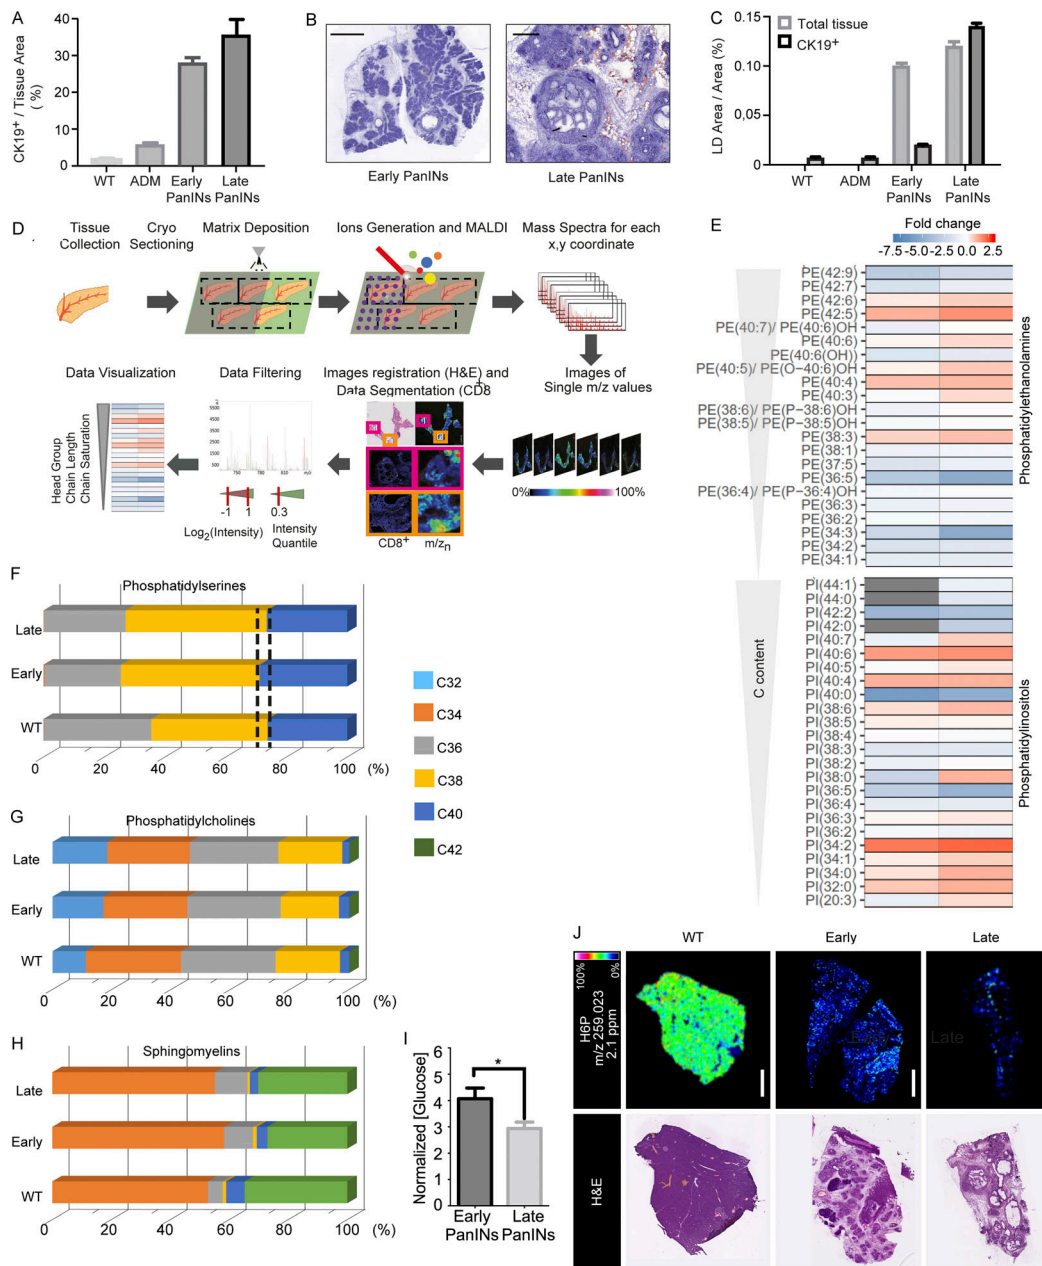 A
CK19+ / Tissue Area
( %)
40
30
20
10
0
WT
ADM
Early
PanINs
Late
PanINs
B
Early PanINs
Late PanINs
C
LD Area / Area (%)
Total tissue
CK19+
0.15
0.10
0.05
0.00
WT
ADM
Early
PanINs
Late
PanINs
D
Tissue
Collection
Cryo
Sectioning
Matrix Deposition
Ions Generation and MALDI
Mass Spectra for each
x,y coordinate
Images of
Single m/z values
0%
100%
Images registration (H&E) and
Data Segmentation (CD8+
CD8+
m/zn
Data Filtering
5500
4500
3500
2500
1500
500
750
780
810
m/z
-1
1
0.3
Log2(Intensity)
Intensity
Quantile
Data Visualization
Head Group
Chain Length
Chain Saturation
E
Fold change
-7.5
-5.0
-2.5
0.0
2.5
PE(42:9)
PE(42:7)
PE(42:6)
PE(42:5)
PE(40:7)/ PE(40:6)OH
PE(40:6)
PE(40:6(OH))
PE(40:5)/ PE(O-40:6)OH
PE(40:4)
PE(40:3)
PE(38:6)/ PE(P-38:6)OH
PE(38:5)/ PE(P-38:5)OH
PE(38:3)
PE(38:1)
PE(37:5)
PE(36:5)
PE(36:4)/ PE(P-36:4)OH
PE(36:3)
PE(36:2)
PE(34:3)
PE(34:2)
PE(34:1)
Phosphatidylethanolamines
PI(44:1)
PI(44:0)
PI(42:2)
PI(42:0)
PI(40:7)
PI(40:6)
PI(40:5)
PI(40:4)
PI(40:0)
PI(38:6)
PI(38:5)
PI(38:4)
PI(38:3)
PI(38:2)
PI(38:0)
PI(36:5)
PI(36:4)
PI(36:3)
PI(36:2)
PI(34:2)
PI(34:1)
PI(34:0)
PI(32:0)
PI(20:3)
Phosphatidylinositols
C content
F
Phosphatidylserines
Late
Early
WT
0
20
40
60
80
100
(%)
C32
C34
C36
C38
C40
C42
G
Phosphatidylcholines
Late
Early
WT
0
20
40
60
80
100
(%)
H
Sphingomyelins
Late
Early
WT
0
20
40
60
80
100
(%)
I
Normalized [Glucose]
6
5
4
3
2
1
0
*
Early
PanINs
Late
PanINs
J
WT
Early
Late
100%
0%
H6P
m/z 259.023
2.1 ppm
Early
Late
H&E